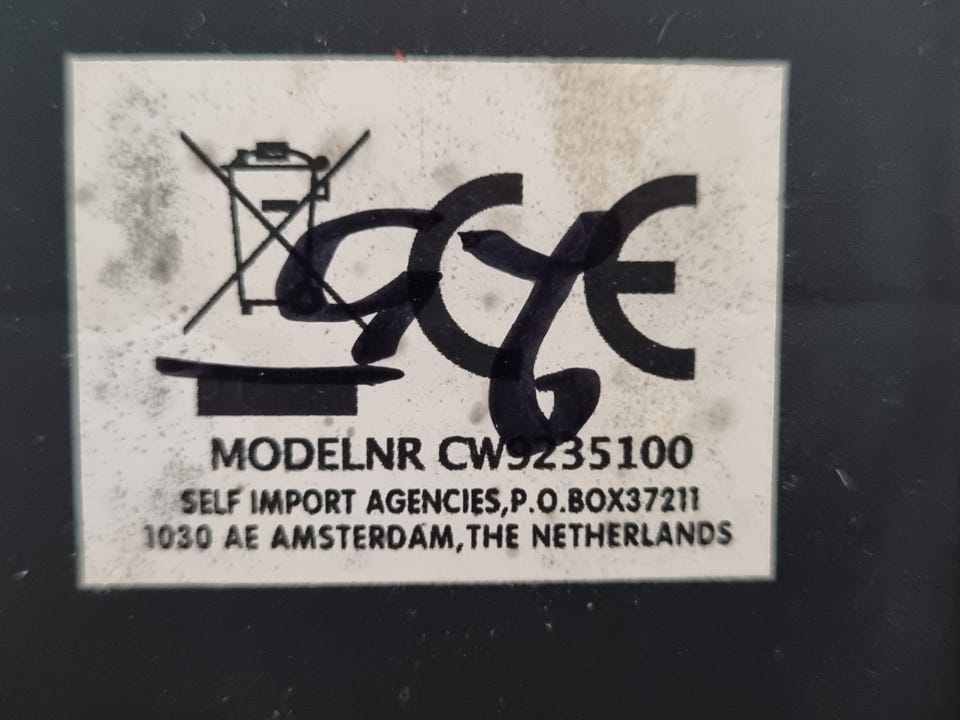 CE
MODELNR CW9235100
SELF IMPORT AGENCIES,P.O.BOX37211
1030 AE AMSTERDAM,THE NETHERLANDS